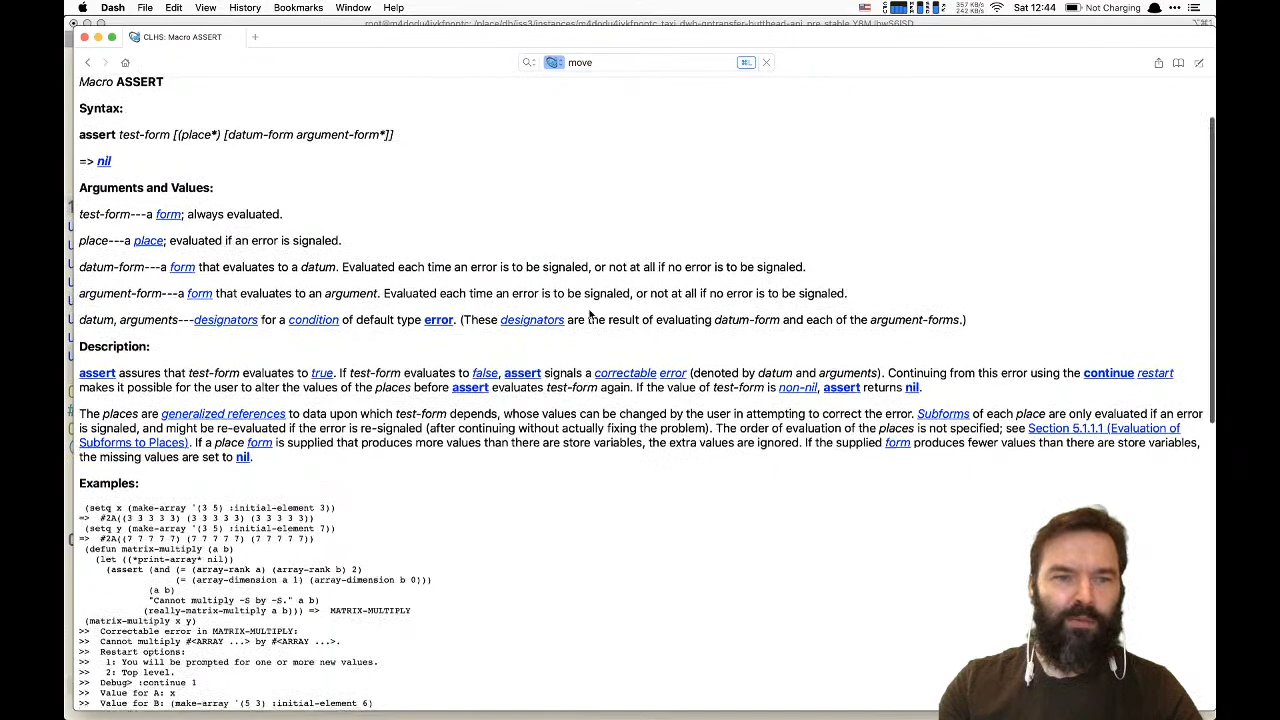 Dash File Edit View History Bookmarks Window Help
357 KB/s
242 KB/s
Sat 12:44 Not Charging
CLHS: Macro ASSERT
move
Macro ASSERT
Syntax:
assert test-form [(place*) [datum-form argument-form*]]
=> nil
Arguments and Values:
test-form---a form; always evaluated.
place---a place; evaluated if an error is signaled.
datum-form---a form that evaluates to a datum. Evaluated each time an error is to be signaled, or not at all if no error is to be signaled.
argument-form---a form that evaluates to an argument. Evaluated each time an error is to be signaled, or not at all if no error is to be signaled.
datum, arguments---designators for a condition of default type error. (These designators are the result of evaluating datum-form and each of the argument-forms.)
Description:
assert assures that test-form evaluates to true. If test-form evaluates to false, assert signals a correctable error (denoted by datum and arguments). Continuing from this error using the continue restart
makes it possible for the user to alter the values of the places before assert evaluates test-form again. If the value of test-form is non-nil, assert returns nil.
The places are generalized references to data upon which test-form depends, whose values can be changed by the user in attempting to correct the error. Subforms of each place are only evaluated if an error
is signaled, and might be re-evaluated if the error is re-signaled (after continuing without actually fixing the problem). The order of evaluation of the places is not specified; see Section 5.1.1.1 (Evaluation of
Subforms to Places). If a place form is supplied that produces more values than there are store variables, the extra values are ignored. If the supplied form produces fewer values than there are store variables,
the missing values are set to nil.
Examples:
(setq x (make-array '(3 5) :initial-element 3))
=> #2A((3 3 3 3 3) (3 3 3 3 3) (3 3 3 3 3))
(setq y (make-array '(3 5) :initial-element 7))
=> #2A((7 7 7 7 7) (7 7 7 7 7) (7 7 7 7 7))
(defun matrix-multiply (a b)
(let ((*print-array* nil))
(assert (and (= (array-rank a) (array-rank b) 2)
(= (array-dimension a 1) (array-dimension b 0)))
(a b)
"Cannot multiply ~S by ~S." a b)
(really-matrix-multiply a b))) => MATRIX-MULTIPLY
(matrix-multiply x y)
>> Correctable error in MATRIX-MULTIPLY:
>> Cannot multiply #<ARRAY ...> by #<ARRAY ...>.
>> Restart options:
>> 1: You will be prompted for one or more new values.
>> 2: Top level.
>> Debug> :continue 1
>> Value for A: x
>> Value for B: (make-array '(5 3) :initial-element 6)